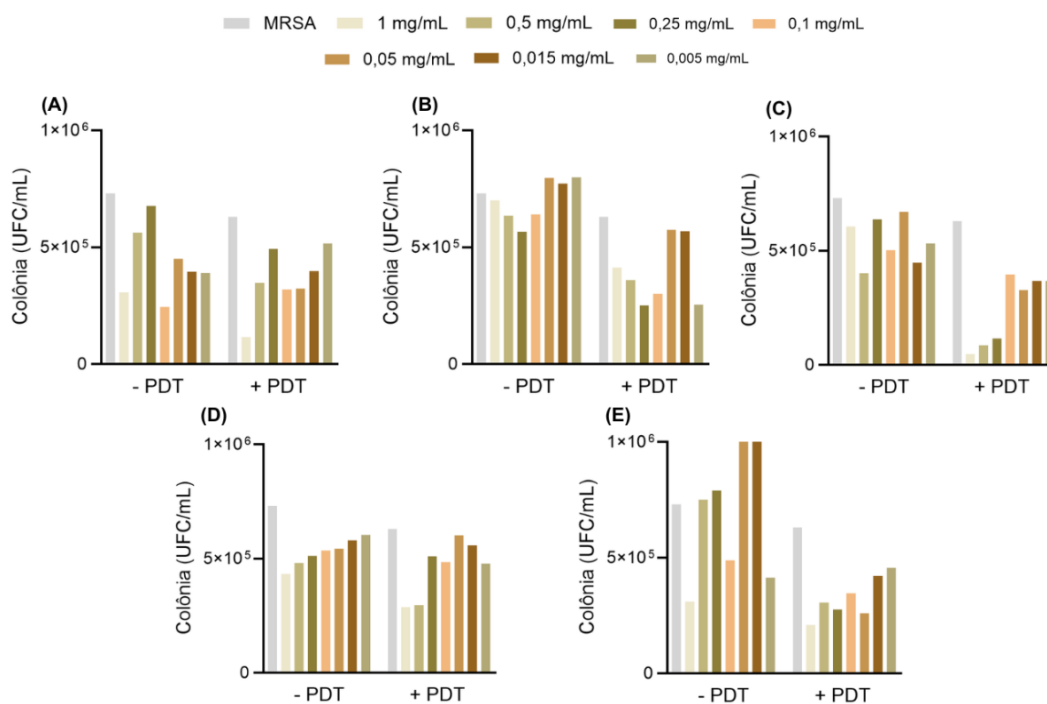 MRSA 1 mg/mL 0,5 mg/mL 0,25 mg/mL 0,1 mg/mL
0,05 mg/mL 0,015 mg/mL 0,005 mg/mL
(A)
Colônia (UFC/mL)
1×10⁶
5×10⁵
0
- PDT + PDT
(B)
Colônia (UFC/mL)
1×10⁶
5×10⁵
0
- PDT + PDT
(C)
Colônia (UFC/mL)
1×10⁶
5×10⁵
0
- PDT + PDT
(D)
Colônia (UFC/mL)
1×10⁶
5×10⁵
0
- PDT + PDT
(E)
Colônia (UFC/mL)
1×10⁶
5×10⁵
0
- PDT + PDT